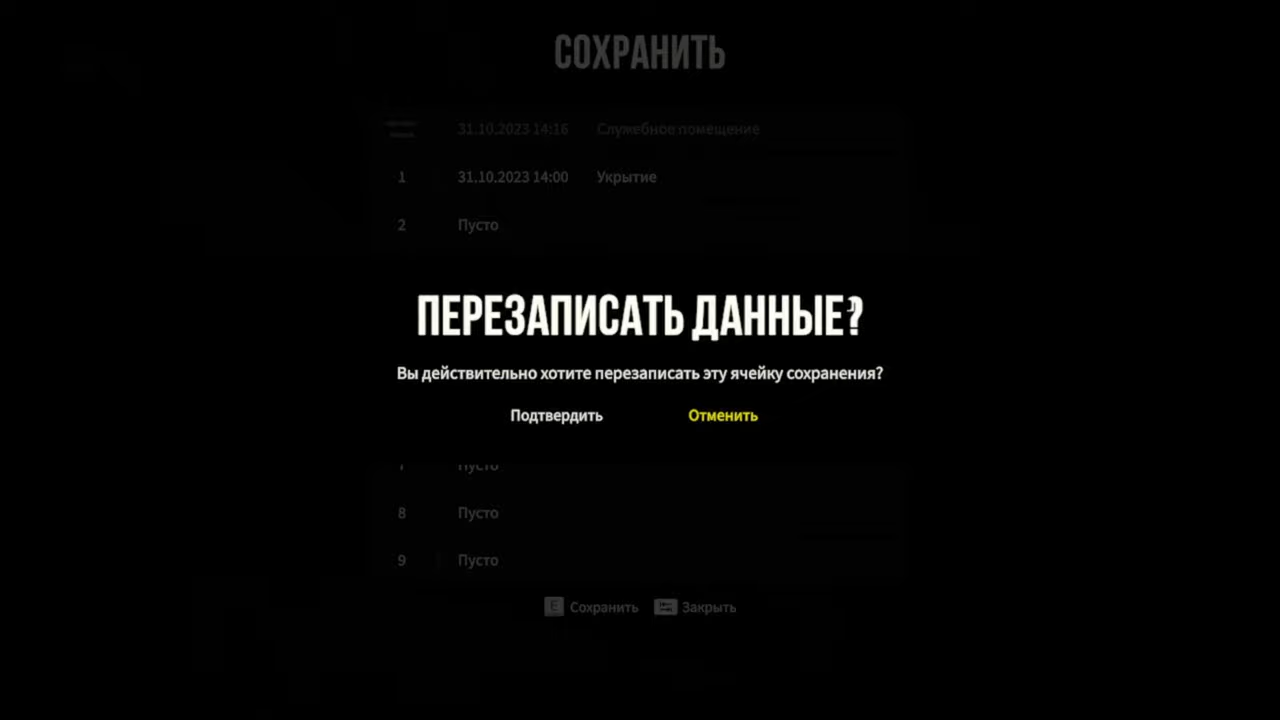 СОХРАНИТЬ
31.10.2023 14:16 Служебное помещение
1 31.10.2023 14:00 Укрытие
2 Пусто
ПЕРЕЗАПИСАТЬ ДАННЫЕ?
Вы действительно хотите перезаписать эту ячейку сохранения?
Подтвердить Отменить
7 Пусто
8 Пусто
9 Пусто
E Сохранить Закрыть